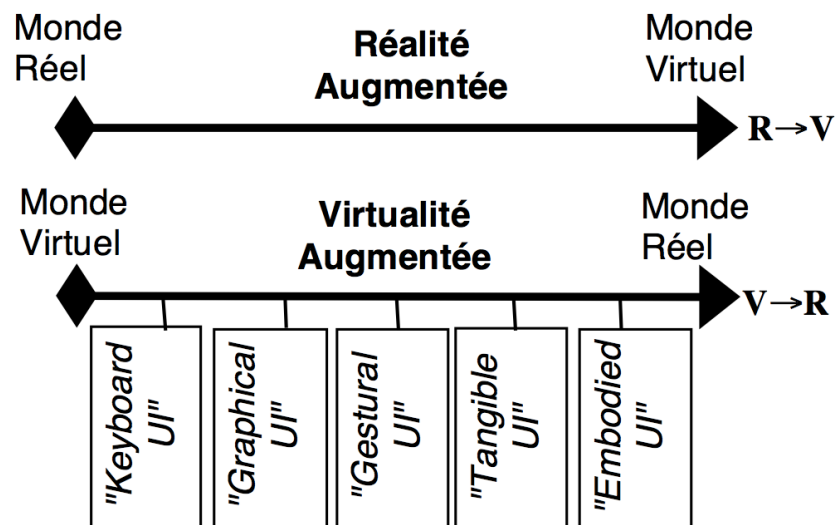 Monde
Réel
Réalité
Augmentée
Monde
Virtuel
R→V
Monde
Virtuel
Virtualité
Augmentée
Monde
Réel
V→R
"Keyboard
UI"
"Graphical
UI"
"Gestural
UI"
"Tangible
UI"
"Embodied
UI"